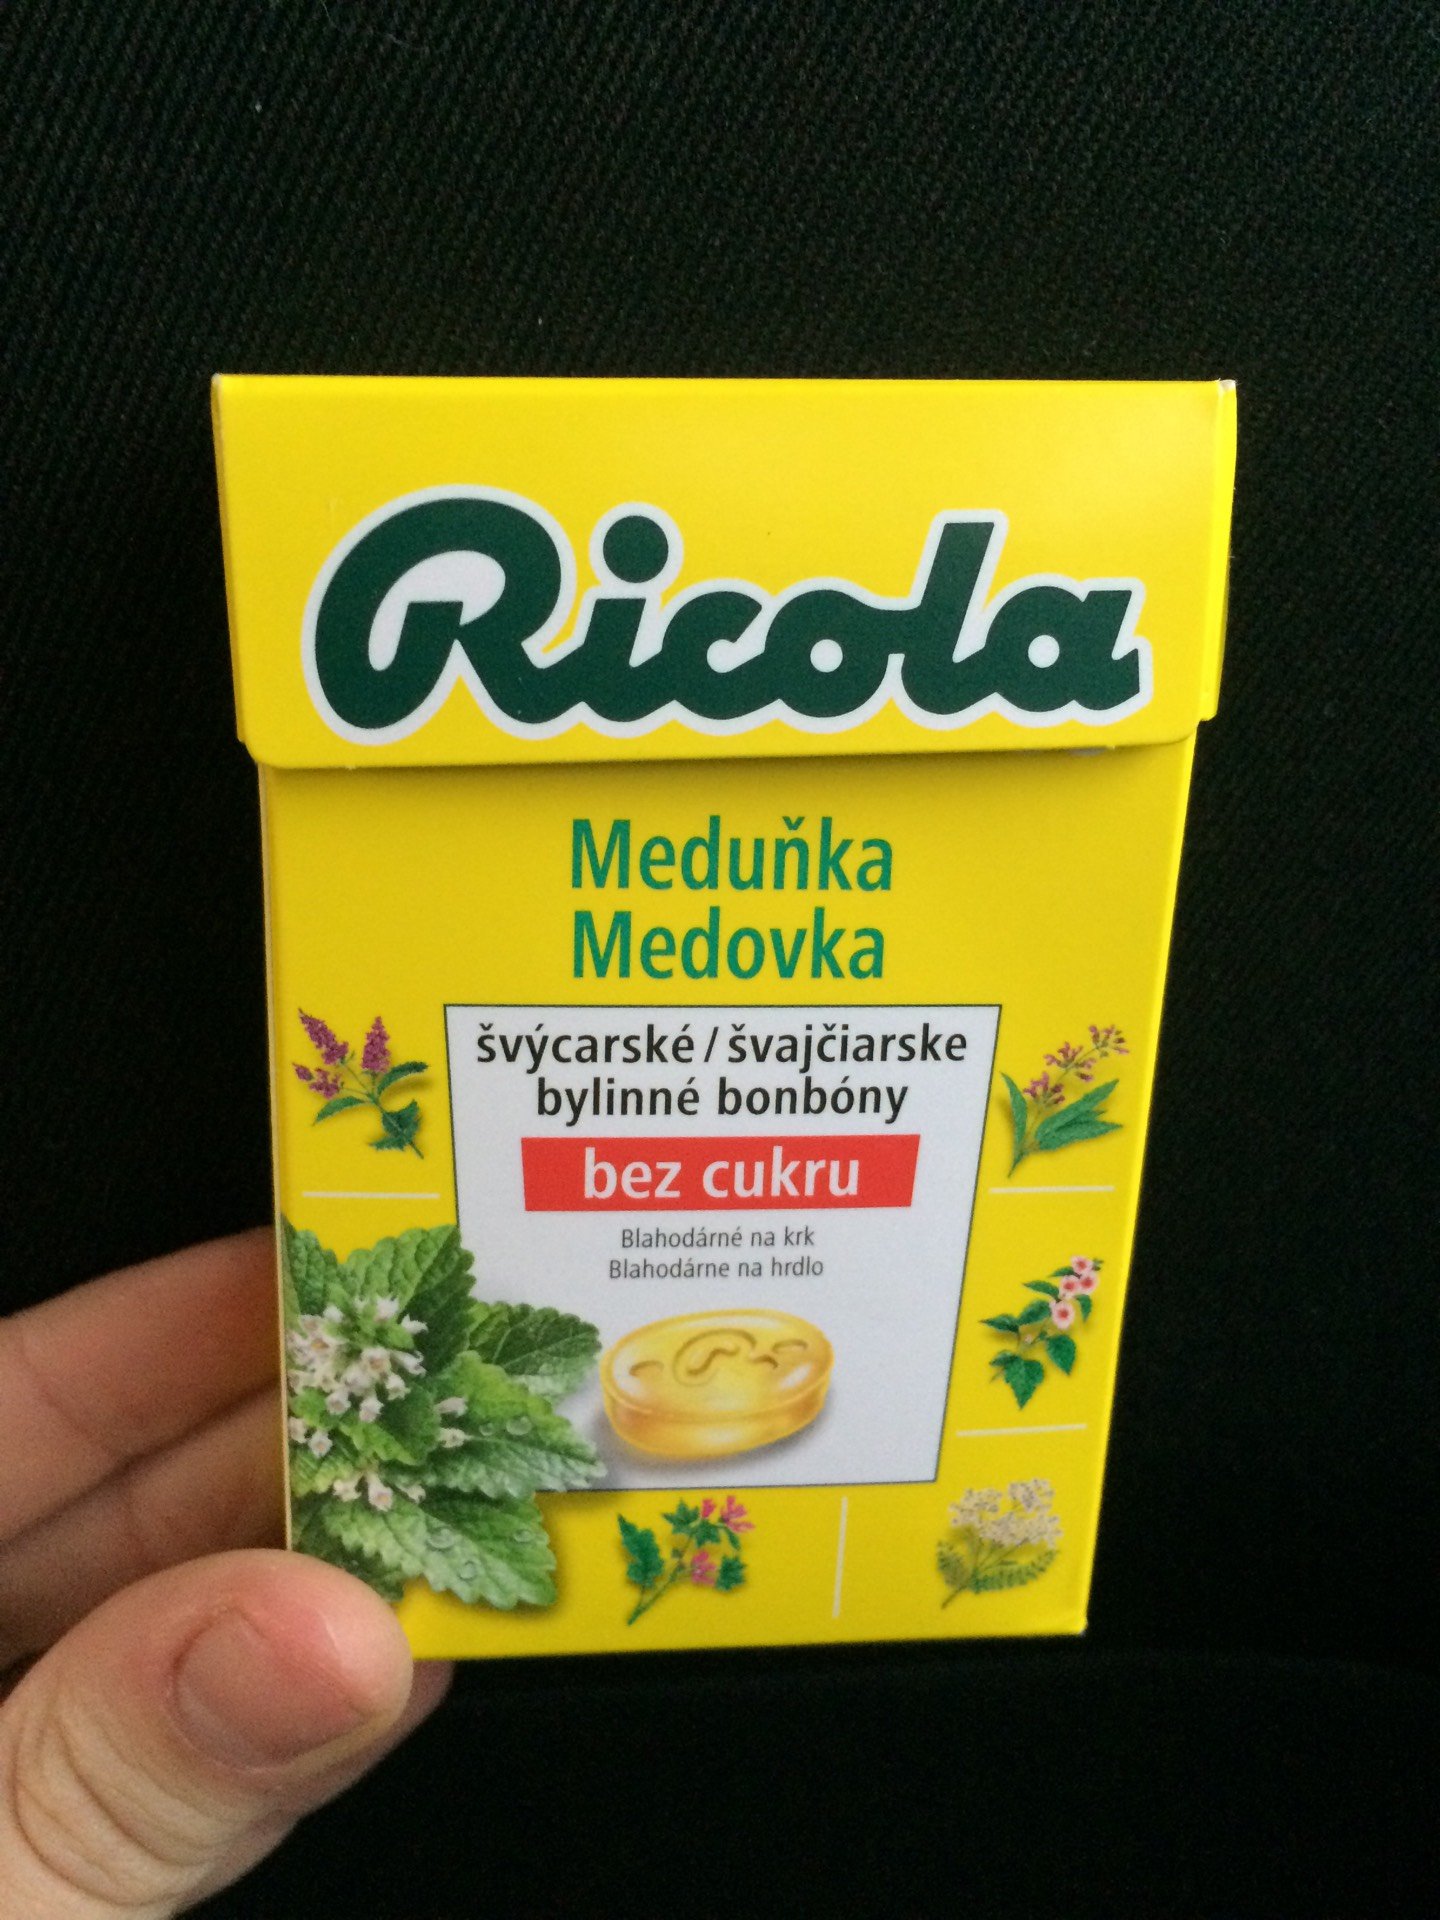 Ricola
Meduňka
Medovka
švýcarské / švajčiarske
bylinné bonbóny
bez cukru
Blahodárné na krk
Blahodárne na hrdlo